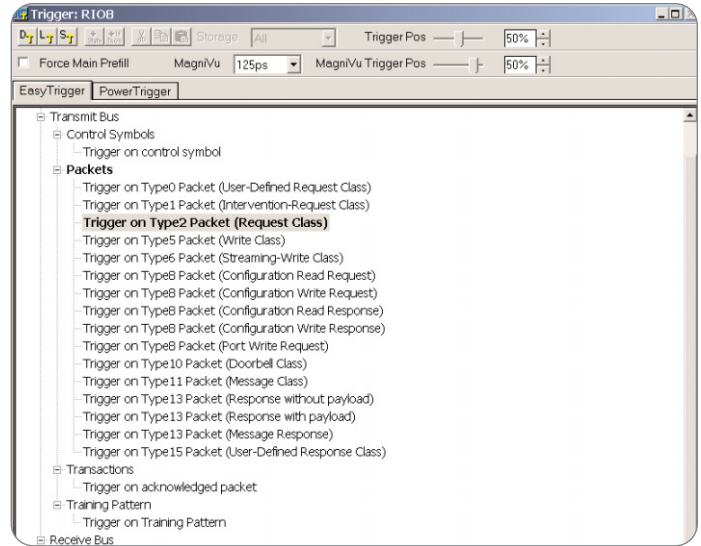 Trigger: RIO8
D L S Storage All Trigger Pos 50%
Force Main Prefill MagniVu 125ps MagniVu Trigger Pos 50%
EasyTrigger PowerTrigger
Transmit Bus
Control Symbols
Trigger on control symbol
Packets
Trigger on Type0 Packet (User-Defined Request Class)
Trigger on Type1 Packet (Intervention-Request Class)
Trigger on Type2 Packet (Request Class)
Trigger on Type5 Packet (Write Class)
Trigger on Type6 Packet (Streaming-Write Class)
Trigger on Type8 Packet (Configuration Read Request)
Trigger on Type8 Packet (Configuration Write Request)
Trigger on Type8 Packet (Configuration Read Response)
Trigger on Type8 Packet (Configuration Write Response)
Trigger on Type8 Packet (Port Write Request)
Trigger on Type10 Packet (Doorbell Class)
Trigger on Type11 Packet (Message Class)
Trigger on Type13 Packet (Response without payload)
Trigger on Type13 Packet (Response with payload)
Trigger on Type13 Packet (Message Response)
Trigger on Type15 Packet (User-Defined Response Class)
Transactions
Trigger on acknowledged packet
Training Pattern
Trigger on Training Pattern
Receive Bus